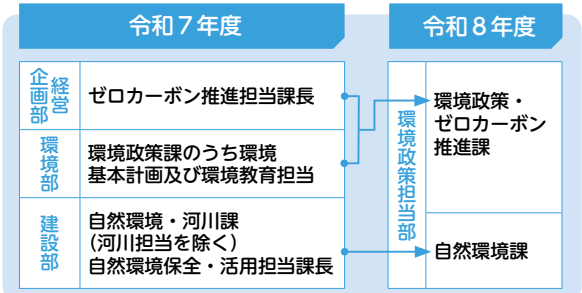 令和7年度
令和8年度
経営
企画部
ゼロカーボン推進担当課長
環境部
環境政策課のうち環境
基本計画及び環境教育担当
建設部
自然環境・河川課
(河川担当を除く)
自然環境保全・活用担当課長
環境政策担当部
環境政策・
ゼロカーボン
推進課
自然環境課